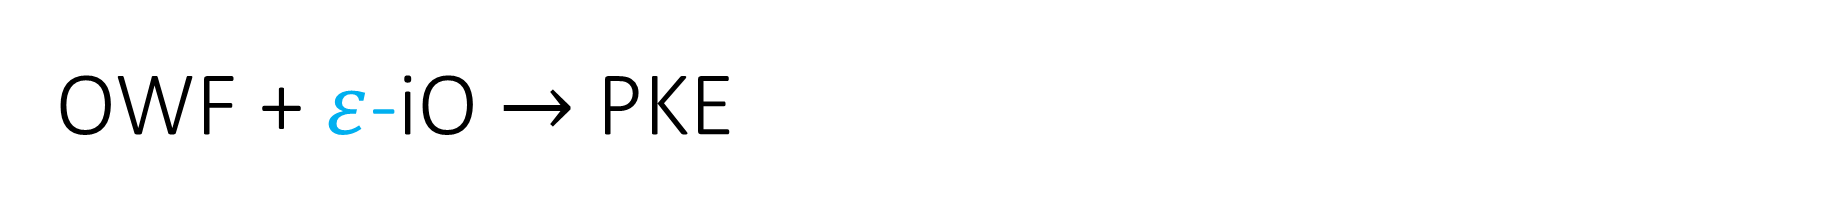 OWF + ε-iO → PKE